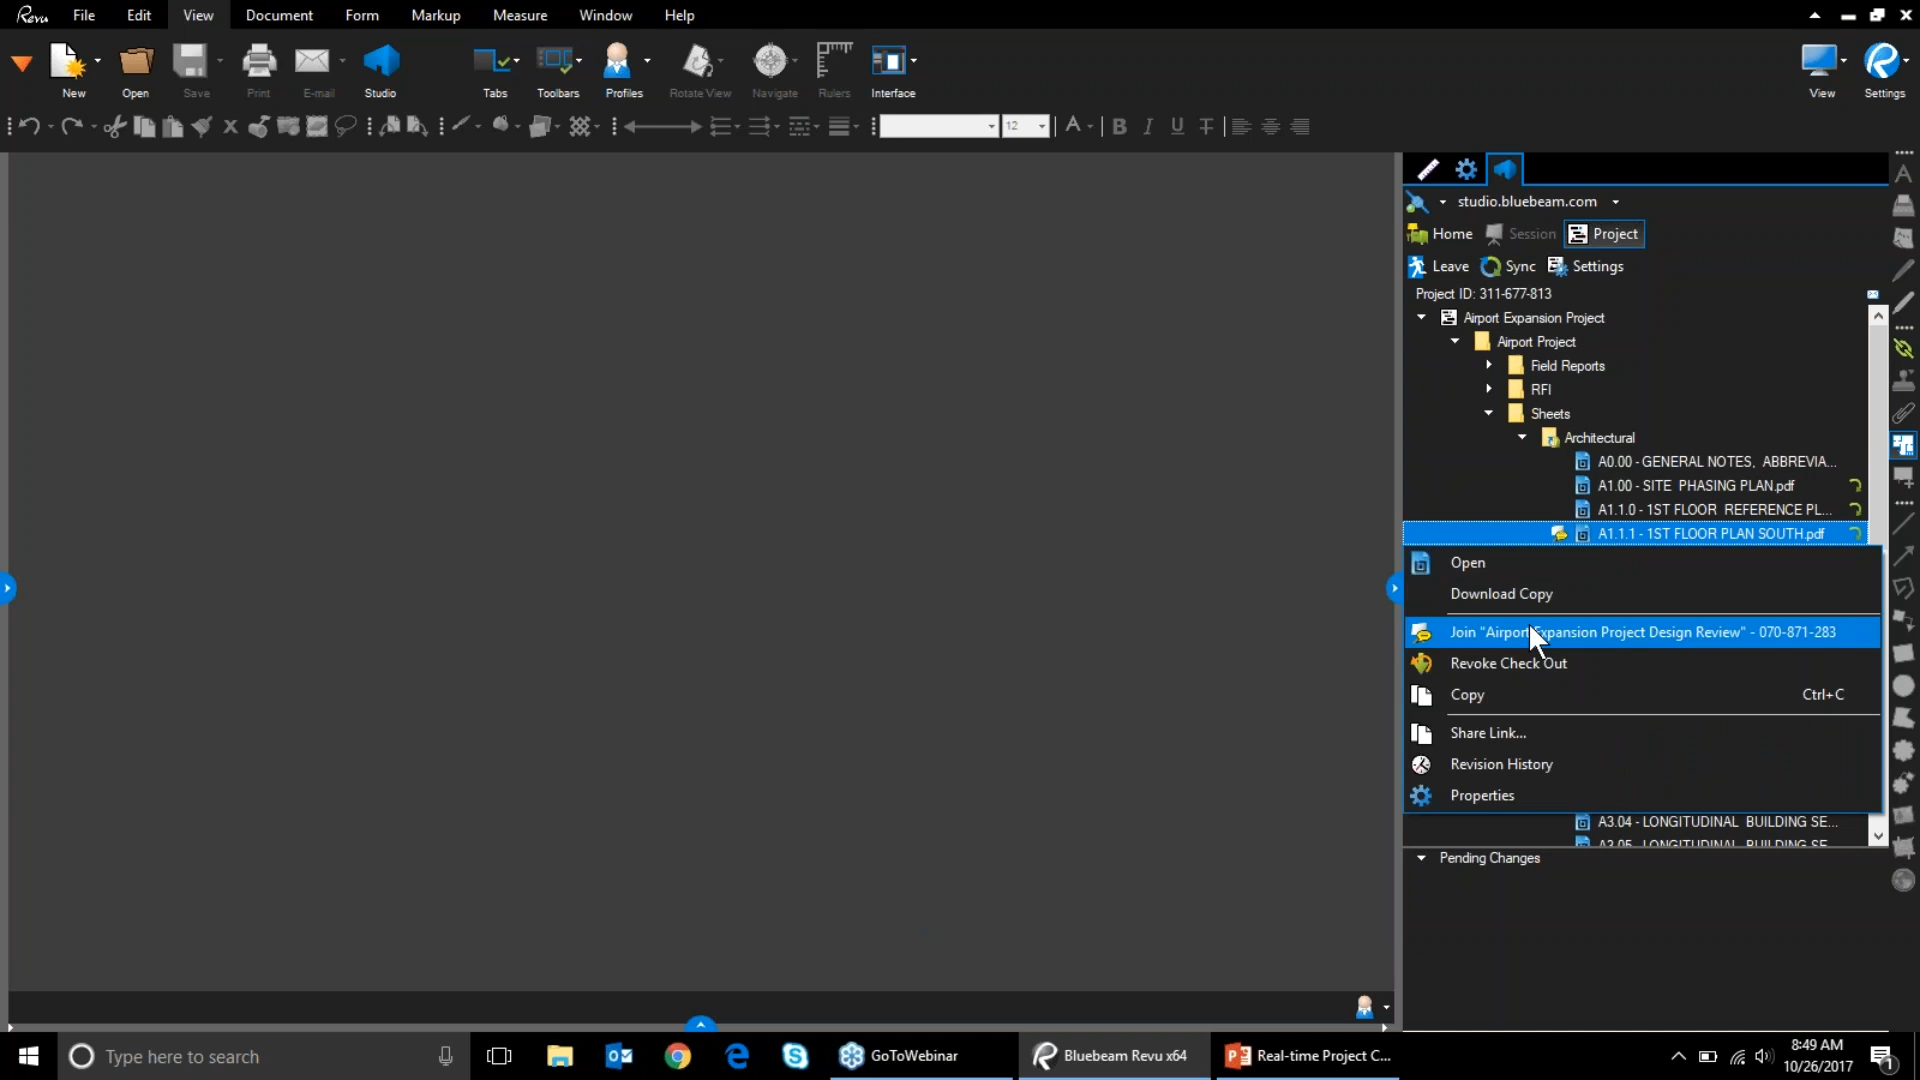 Revu File Edit View Document Form Markup Measure Window Help
New Open Save Print E-mail Studio Tabs Toolbars Profiles Rotate View Navigate Rulers Interface View Settings
12 A B I U T
studio.bluebeam.com
Home Session Project
Leave Sync Settings
Project ID: 311-677-813
Airport Expansion Project
Airport Project
Field Reports
RFI
Sheets
Architectural
A0.00 - GENERAL NOTES, ABBREVIA...
A1.00 - SITE PHASING PLAN.pdf
A1.1.0 - 1ST FLOOR REFERENCE PL...
A1.1.1 - 1ST FLOOR PLAN SOUTH.pdf
Open
Download Copy
Join "Airport Expansion Project Design Review" - 070-871-283
Revoke Check Out
Copy Ctrl+C
Share Link...
Revision History
Properties
A3.04 - LONGITUDINAL BUILDING SE...
A3.05 - LONGITUDINAL BUILDING SE...
Pending Changes
Type here to search
GoToWebinar
Bluebeam Revu x64
Real-time Project C...
8:49 AM
10/26/2017
1